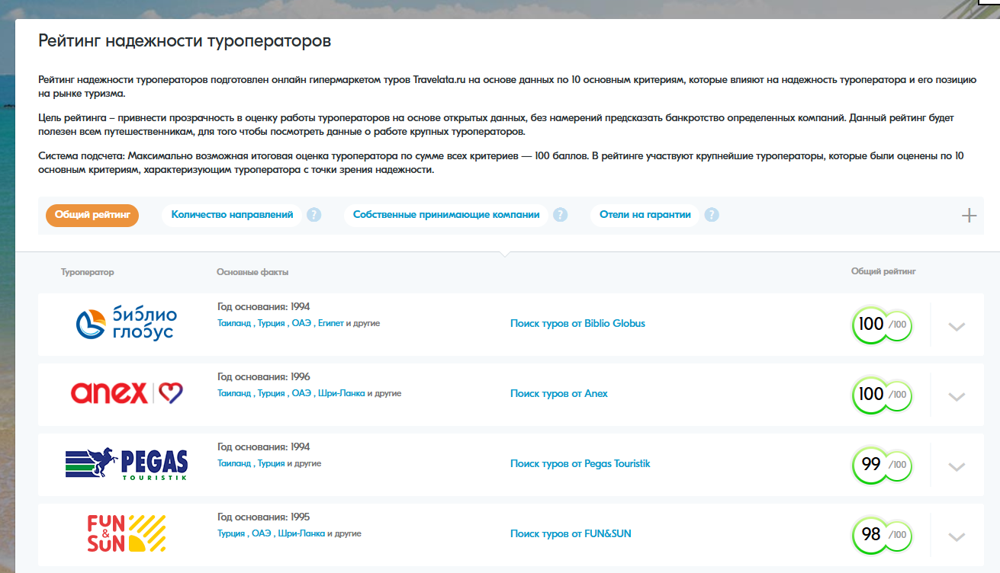 Рейтинг надежности туроператоров
Рейтинг надежности туроператоров подготовлен онлайн гипермаркетом туров Travelata.ru на основе данных по 10 основным критериям, которые влияют на надежность туроператора и его позицию
на рынке туризма.
Цель рейтинга – привнести прозрачность в оценку работы туроператоров на основе открытых данных, без намерений предсказать банкротство определенных компаний. Данный рейтинг будет
полезен всем путешественникам, для того чтобы посмотреть данные о работе крупных туроператоров.
Система подсчета: Максимально возможная итоговая оценка туроператора по сумме всех критериев — 100 баллов. В рейтинге участвуют крупнейшие туроператоры, которые были оценены по 10
основным критериям, характеризующим туроператора с точки зрения надежности.
Общий рейтинг Количество направлений ? Собственные принимающие компании ? Отели на гарантии ? +
Туроператор Основные факты Общий рейтинг
библио
глобус
Год основания: 1994
Таиланд , Турция , ОАЭ , Египет и другие
Поиск туров от Biblio Globus
100 /100
anex
Год основания: 1996
Таиланд , Турция , ОАЭ , Шри-Ланка и другие
Поиск туров от Anex
100 /100
PEGAS
TOURISTIK
Год основания: 1994
Таиланд , Турция и другие
Поиск туров от Pegas Touristik
99 /100
FUN
&
SUN
Год основания: 1995
Турция , ОАЭ , Шри-Ланка и другие
Поиск туров от FUN&SUN
98 /100